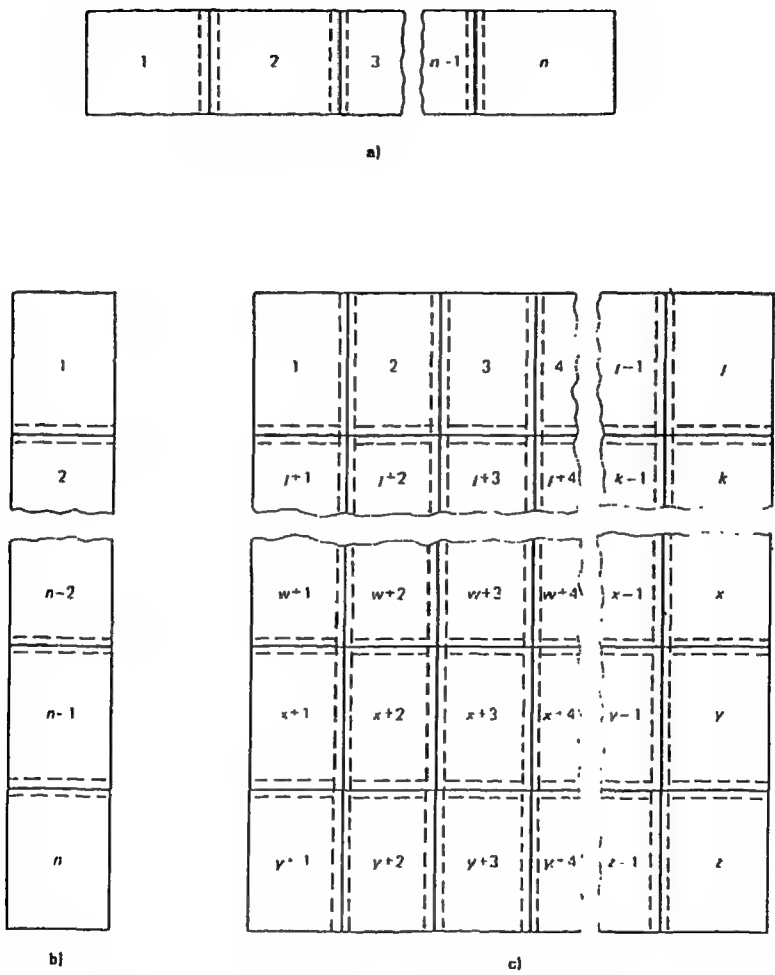 1 2 3 n-1 n
a)
1
2
n-2
n-1
n
b)
1 2 3 4 j-1 j
j+1 j+2 j+3 j+4 k-1 k
w+1 w+2 w+3 w+4 x-1 x
x+1 x+2 x+3 x+4 y-1 y
y+1 y+2 y+3 y+4 z-1 z
c)